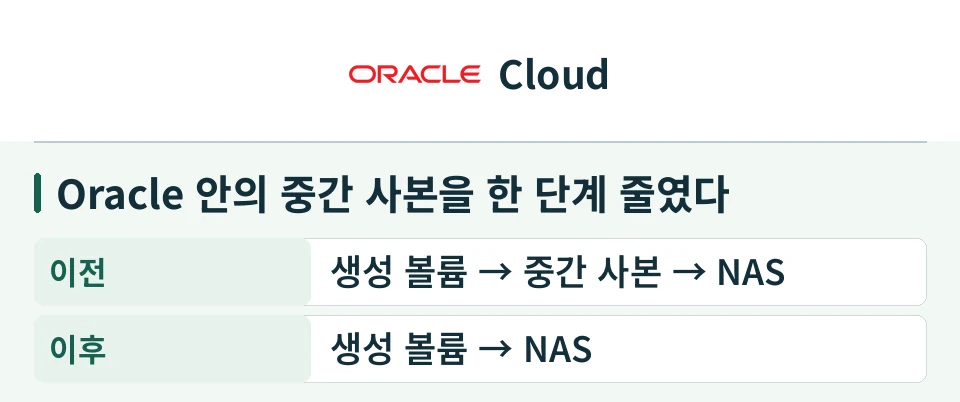 ORACLE Cloud
Oracle 안의 중간 사본을 한 단계 줄였다
이전 생성 볼륨 → 중간 사본 → NAS
이후 생성 볼륨 → NAS